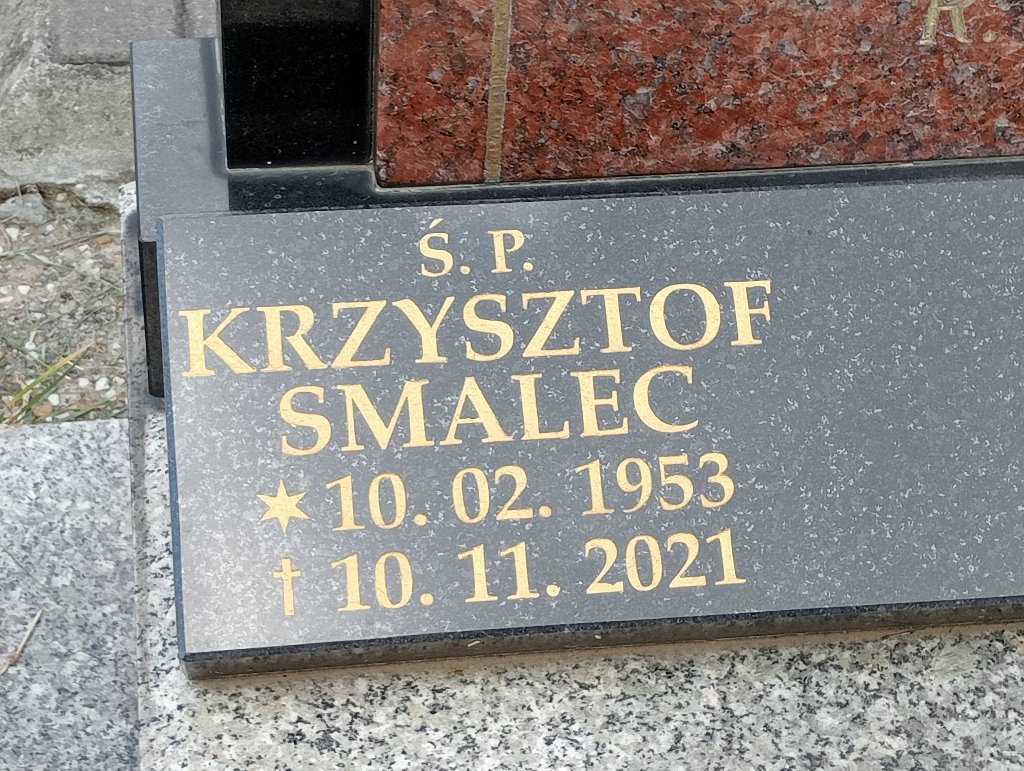 Ś. P.
KRZYSZTOF
SMALEC
✶ 10. 02. 1953
† 10. 11. 2021